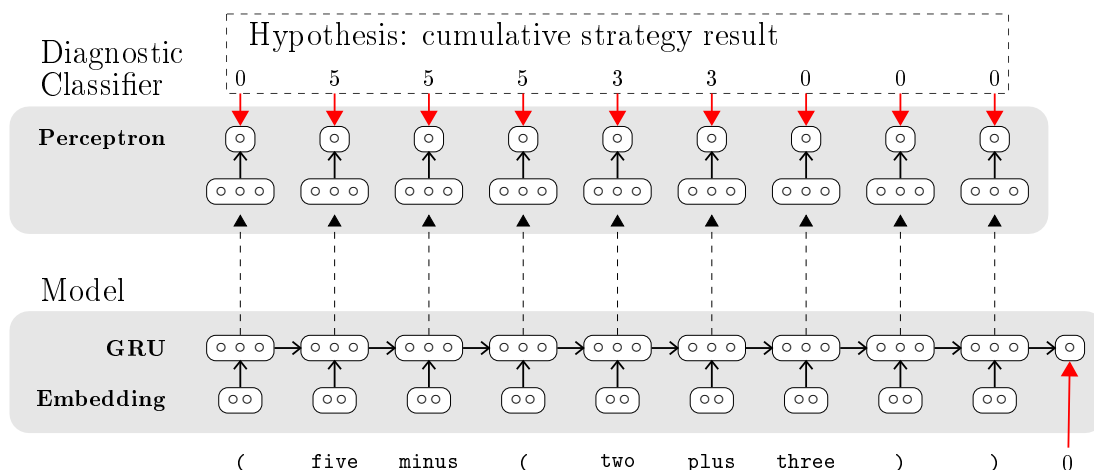 Hypothesis: cumulative strategy result
Diagnostic
Classifier
0 5 5 5 3 3 0 0 0
Perceptron
Model
GRU
Embedding
( five minus ( two plus three ) ) 0